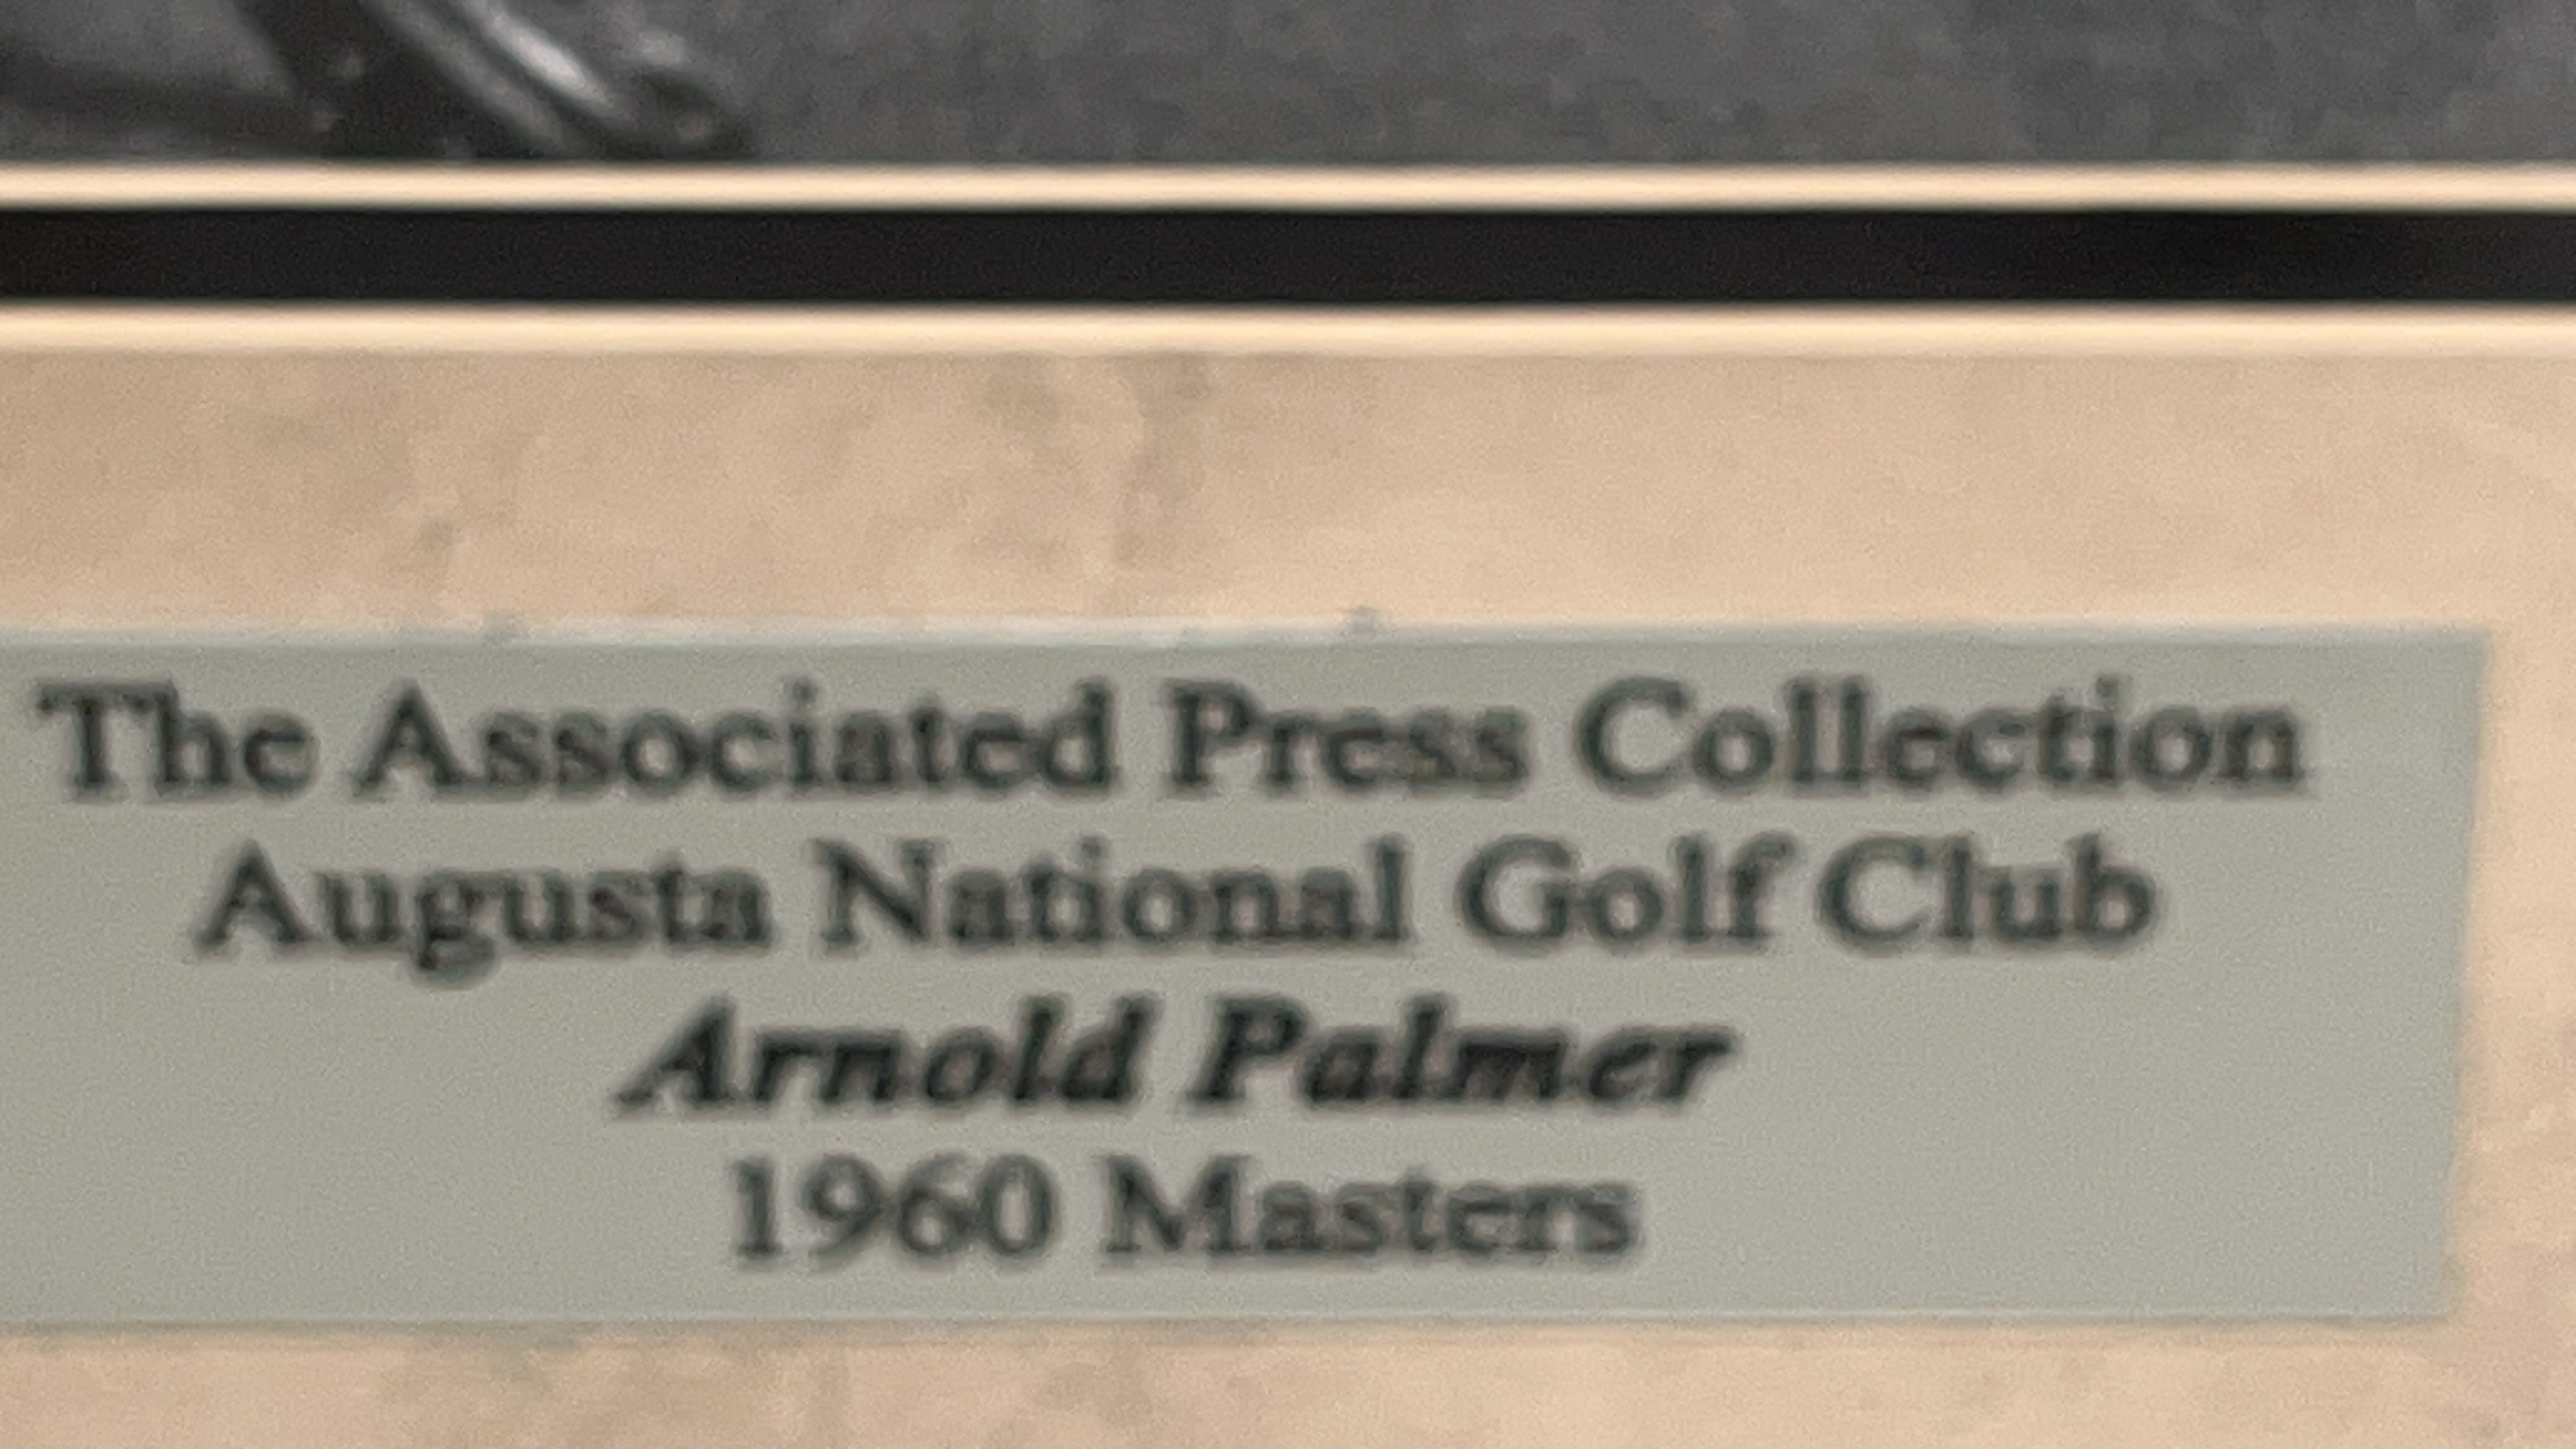 The Associated Press Collection
Augusta National Golf Club
Arnold Palmer
1960 Masters